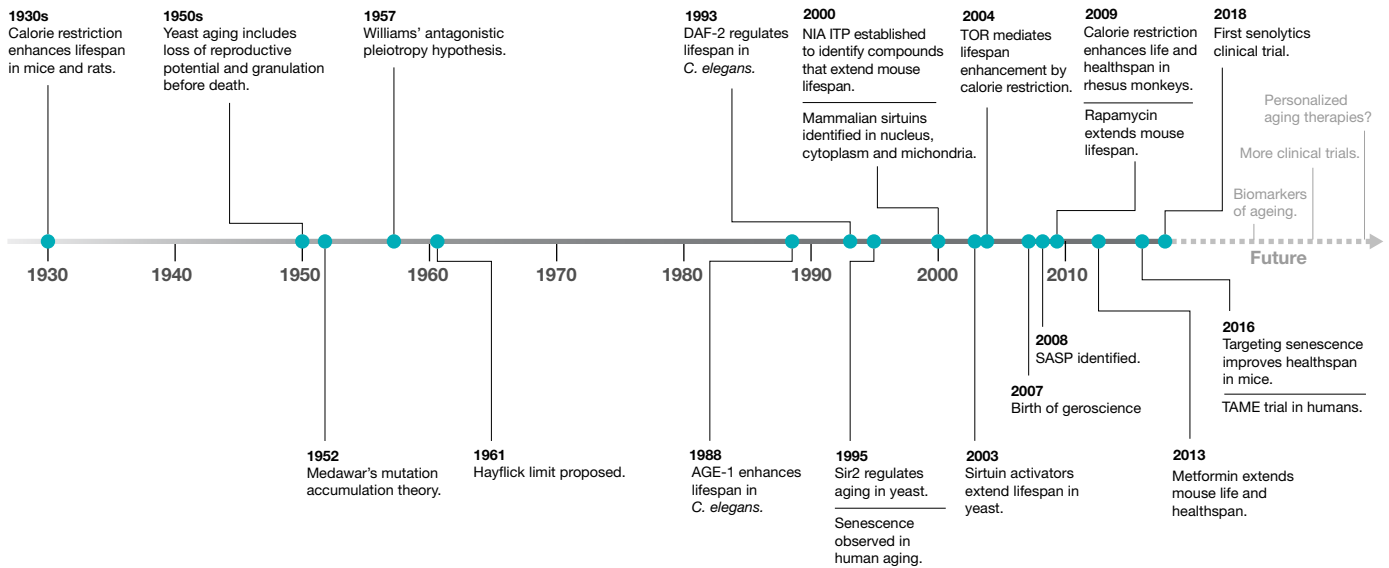 1930s
Calorie restriction
enhances lifespan
in mice and rats.
1950s
Yeast aging includes
loss of reproductive
potential and granulation
before death.
1957
Williams’ antagonistic
pleiotropy hypothesis.
1993
DAF-2 regulates
lifespan in
C. elegans.
2000
NIA ITP established
to identify compounds
that extend mouse
lifespan.
Mammalian sirtuins
identified in nucleus,
cytoplasm and michondria.
2004
TOR mediates
lifespan
enhancement by
calorie restriction.
2009
Calorie restriction
enhances life and
healthspan in
rhesus monkeys.
Rapamycin
extends mouse
lifespan.
2018
First senolytics
clinical trial.
Personalized
aging therapies?
More clinical trials.
Biomarkers
of ageing.
1930
1940
1950
1960
1970
1980
1990
2000
2010
Future
1952
Medawar’s mutation
accumulation theory.
1961
Hayflick limit proposed.
1988
AGE-1 enhances
lifespan in
C. elegans.
1995
Sir2 regulates
aging in yeast.
Senescence
observed in
human aging.
2003
Sirtuin activators
extend lifespan in
yeast.
2007
Birth of geroscience
2008
SASP identified.
2013
Metformin extends
mouse life and
healthspan.
2016
Targeting senescence
improves healthspan
in mice.
TAME trial in humans.